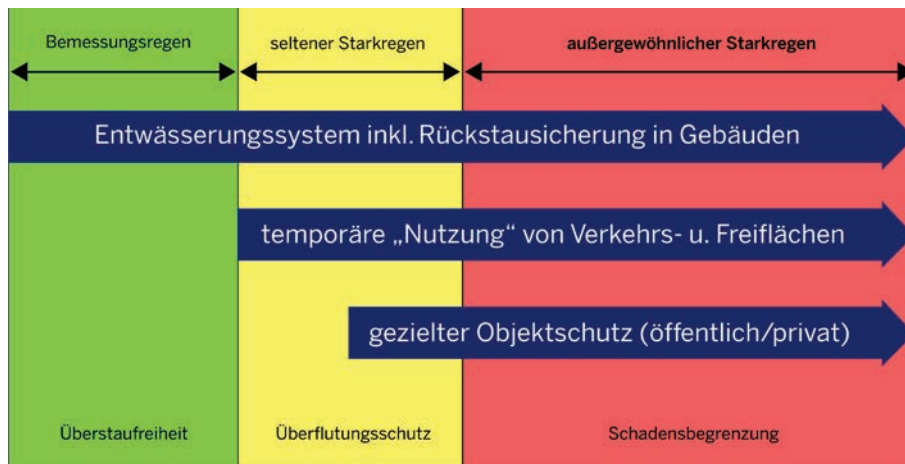 Bemessungsregen
seltener Starkregen
außergewöhnlicher Starkregen
Entwässerungssystem inkl. Rückstausicherung in Gebäuden
temporäre „Nutzung“ von Verkehrs- u. Freiflächen
gezielter Objektschutz (öffentlich/privat)
Überstaufreiheit
Überflutungsschutz
Schadensbegrenzung